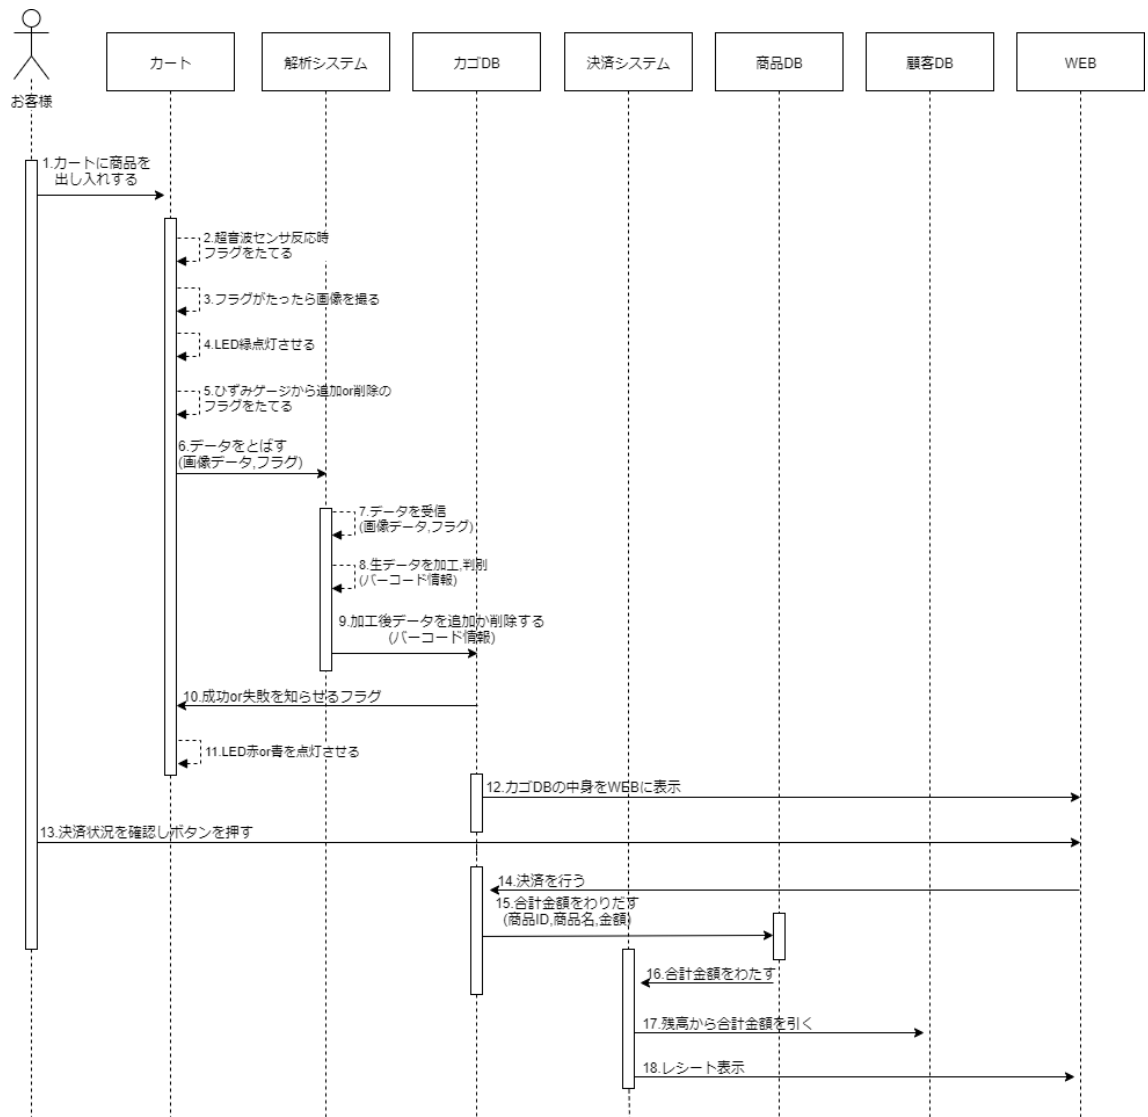 お客様
カート
解析システム
カゴDB
決済システム
商品DB
顧客DB
WEB
1.カートに商品を
出し入れする
2.超音波センサ反応時
フラグをたてる
3.フラグがたったら画像を撮る
4.LED緑点灯させる
5.ひずみゲージから追加or削除の
フラグをたてる
6.データをとばす
(画像データ,フラグ)
7.データを受信
(画像データ,フラグ)
8.生データを加工,判別
(バーコード情報)
9.加工後データを追加か削除する
(バーコード情報)
10.成功or失敗を知らせるフラグ
11.LED赤or青を点灯させる
12.カゴDBの中身をWEBに表示
13.決済状況を確認しボタンを押す
14.決済を行う
15.合計金額をわりだす
(商品ID,商品名,金額)
16.合計金額をわたす
17.残高から合計金額を引く
18.レシート表示